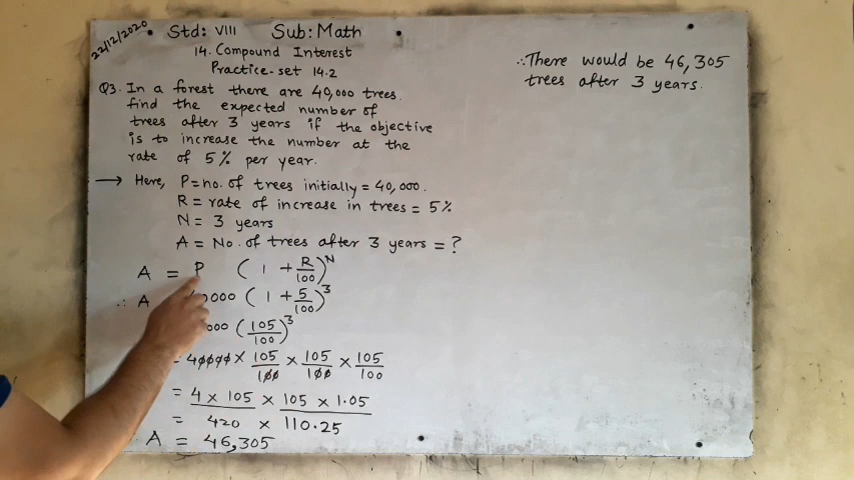 22/12/2020
Std: VIII Sub: Math
14. Compound Interest
Practice-set 14.2
Q3. In a forest there are 40,000 trees.
find the expected number of
trees after 3 years if the objective
is to increase the number at the
rate of 5% per year.
→ Here, P = no. of trees initially = 40,000.
R = rate of increase in trees = 5%
N = 3 years
A = No. of trees after 3 years = ?
A = P (1 + R/100)^N
∴ A 0000 (1 + 5/100)^3
000 (105/100)^3
= 40000 × 105/100 × 105/100 × 105/100
= 4 × 105 × 105 × 1.05
= 420 × 110.25
A = 46,305
∴ There would be 46,305
trees after 3 years.